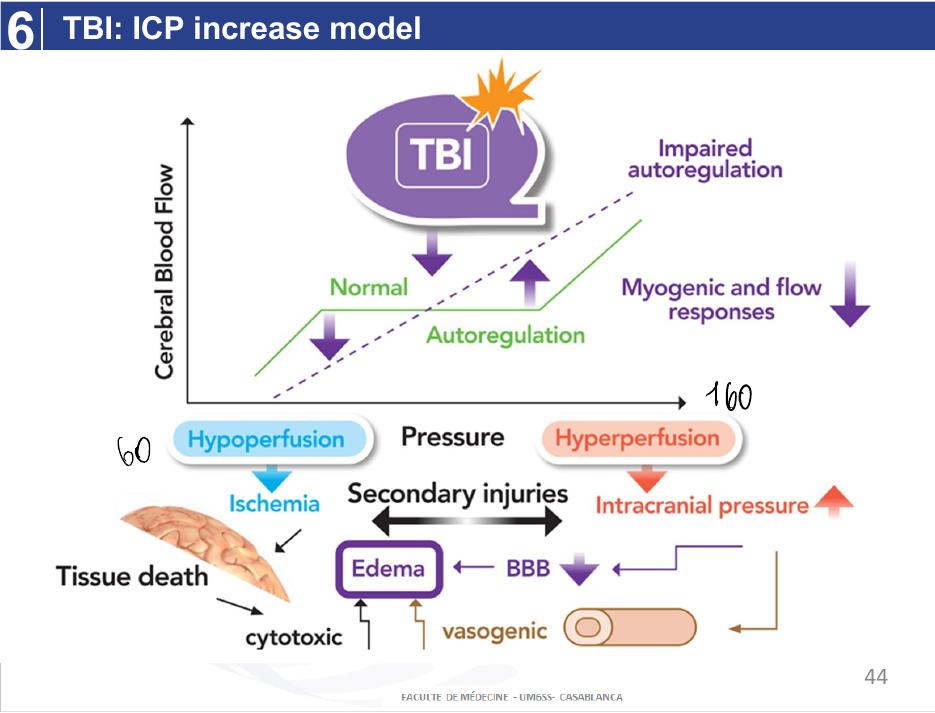 6 TBI: ICP increase model
TBI
Impaired
autoregulation
Cerebral Blood Flow
Normal
Autoregulation
Myogenic and flow
responses
160
60
Hypoperfusion
Pressure
Hyperperfusion
Ischemia
Secondary injuries
Intracranial pressure
Tissue death
Edema
BBB
cytotoxic
vasogenic
44
FACULTE DE MÉDECINE - UM6SS- CASABLANCA